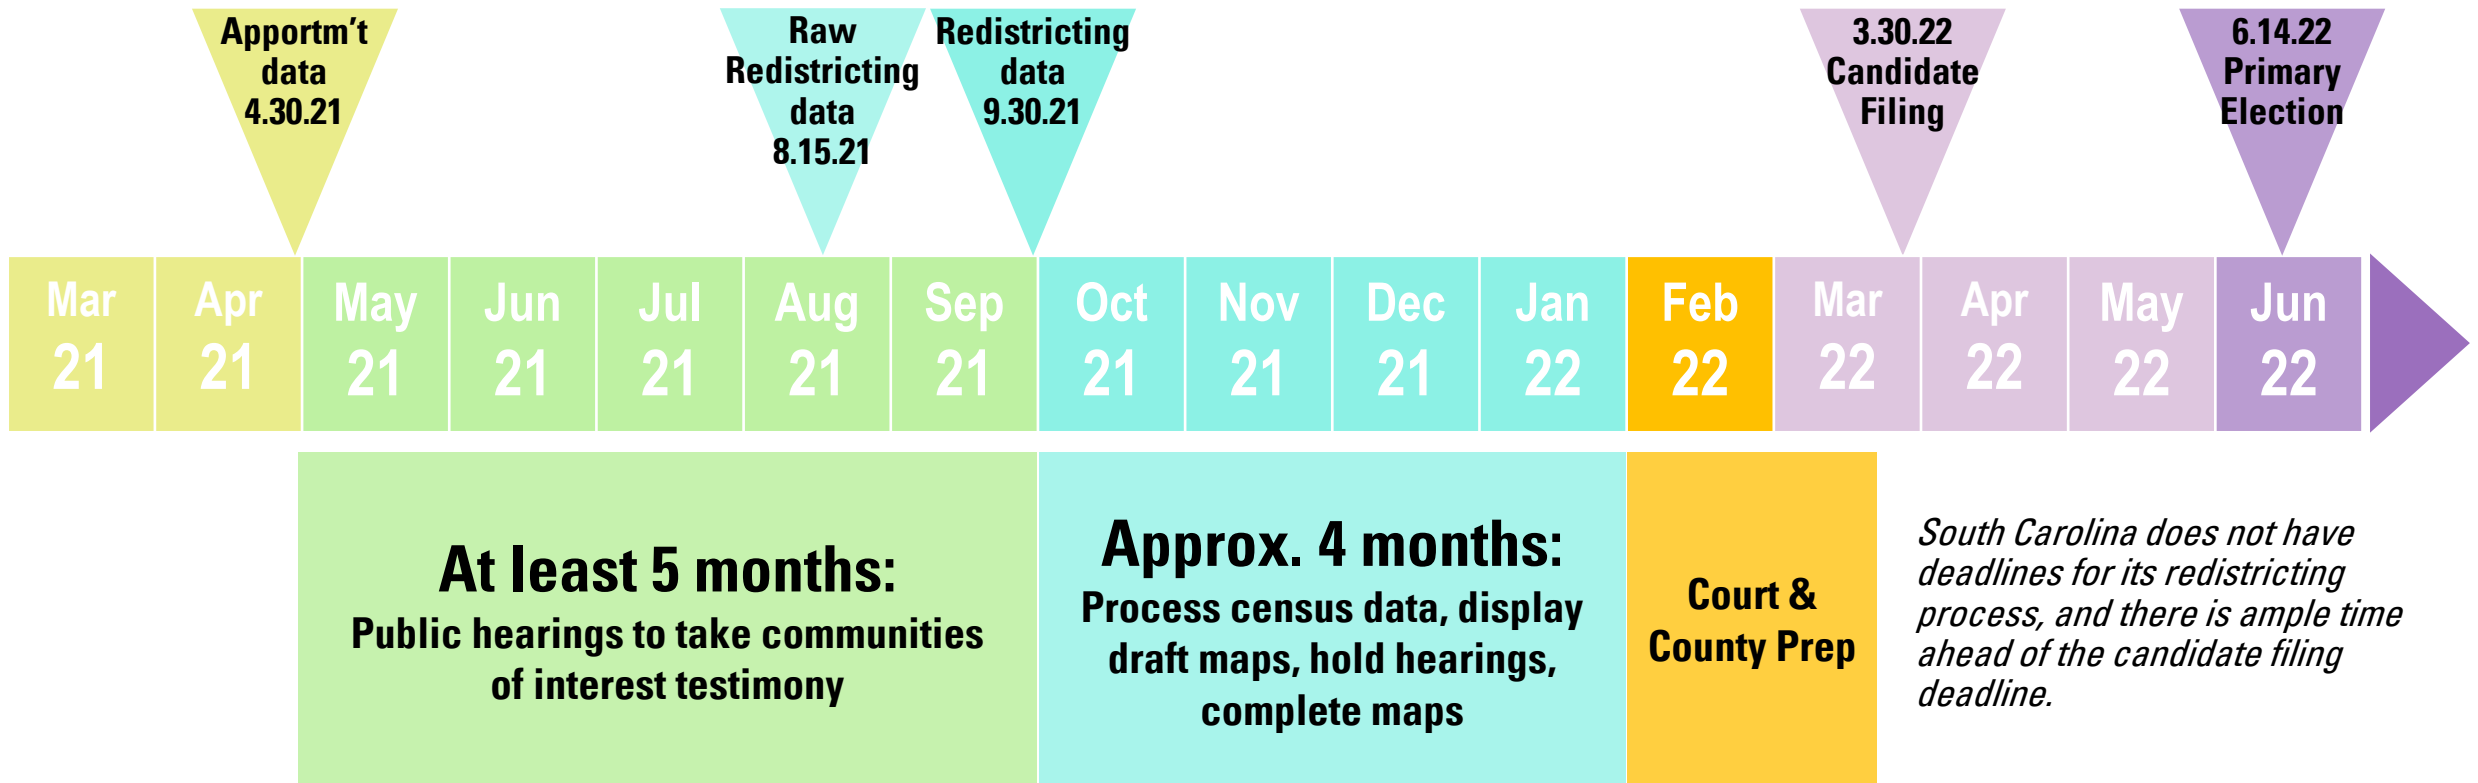 Apportm't
data
4.30.21
Raw
Redistricting
data
8.15.21
Redistricting
data
9.30.21
3.30.22
Candidate
Filing
6.14.22
Primary
Election
Mar
21
Apr
21
May
21
Jun
21
Jul
21
Aug
21
Sep
21
Oct
21
Nov
21
Dec
21
Jan
22
Feb
22
Mar
22
Apr
22
May
22
Jun
22
At least 5 months:
Public hearings to take communities
of interest testimony
Approx. 4 months:
Process census data, display
draft maps, hold hearings,
complete maps
Court &
County Prep
South Carolina does not have
deadlines for its redistricting
process, and there is ample time
ahead of the candidate filing
deadline.